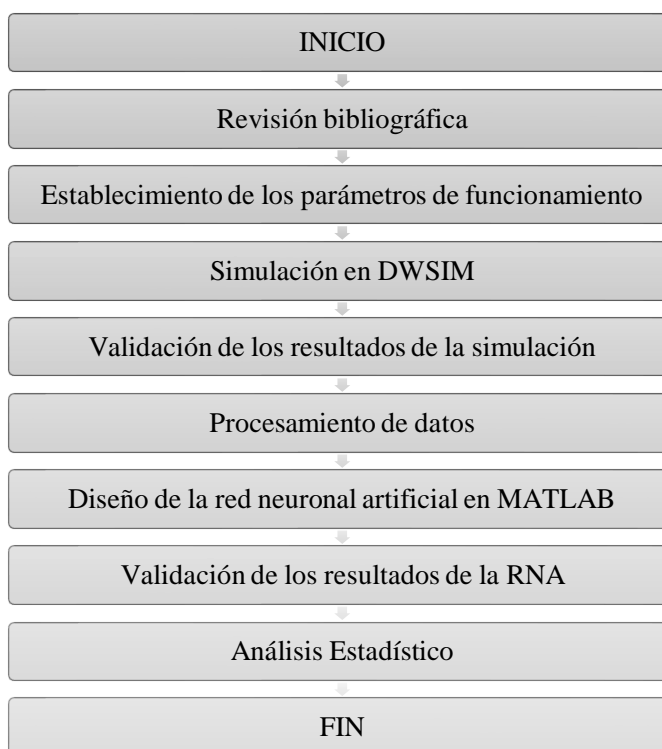 INICIO
Revisión bibliográfica
Establecimiento de los parámetros de funcionamiento
Simulación en DWSIM
Validación de los resultados de la simulación
Procesamiento de datos
Diseño de la red neuronal artificial en MATLAB
Validación de los resultados de la RNA
Análisis Estadístico
FIN